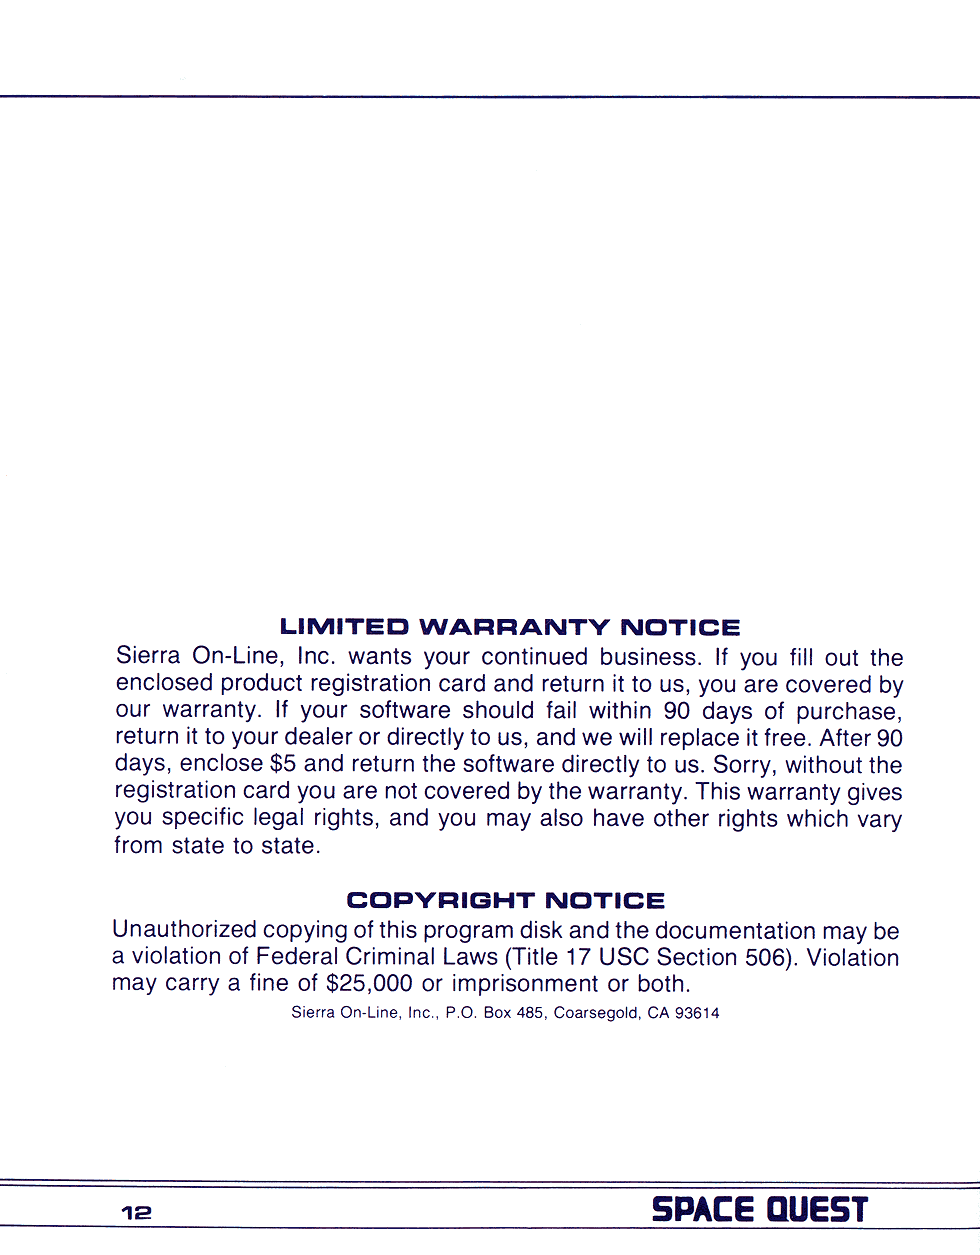 LIMITED WARRANTY NOTICE
Sierra On-Line, Inc. wants your continued business. If you fill out the
enclosed product registration card and return it to us, you are covered by
our warranty. If your software should fail within 90 days of purchase,
return it to your dealer or directly to us, and we will replace it free. After 90
days, enclose $5 and return the software directly to us. Sorry, without the
registration card you are not covered by the warranty. This warranty gives
you specific legal rights, and you may also have other rights which vary
from state to state.
COPYRIGHT NOTICE
Unauthorized copying of this program disk and the documentation may be
a violation of Federal Criminal Laws (Title 17 USC Section 506). Violation
may carry a fine of $25,000 or imprisonment or both.
Sierra On-Line, Inc., P.O. Box 485, Coarsegold, CA 93614
12 SPACE QUEST